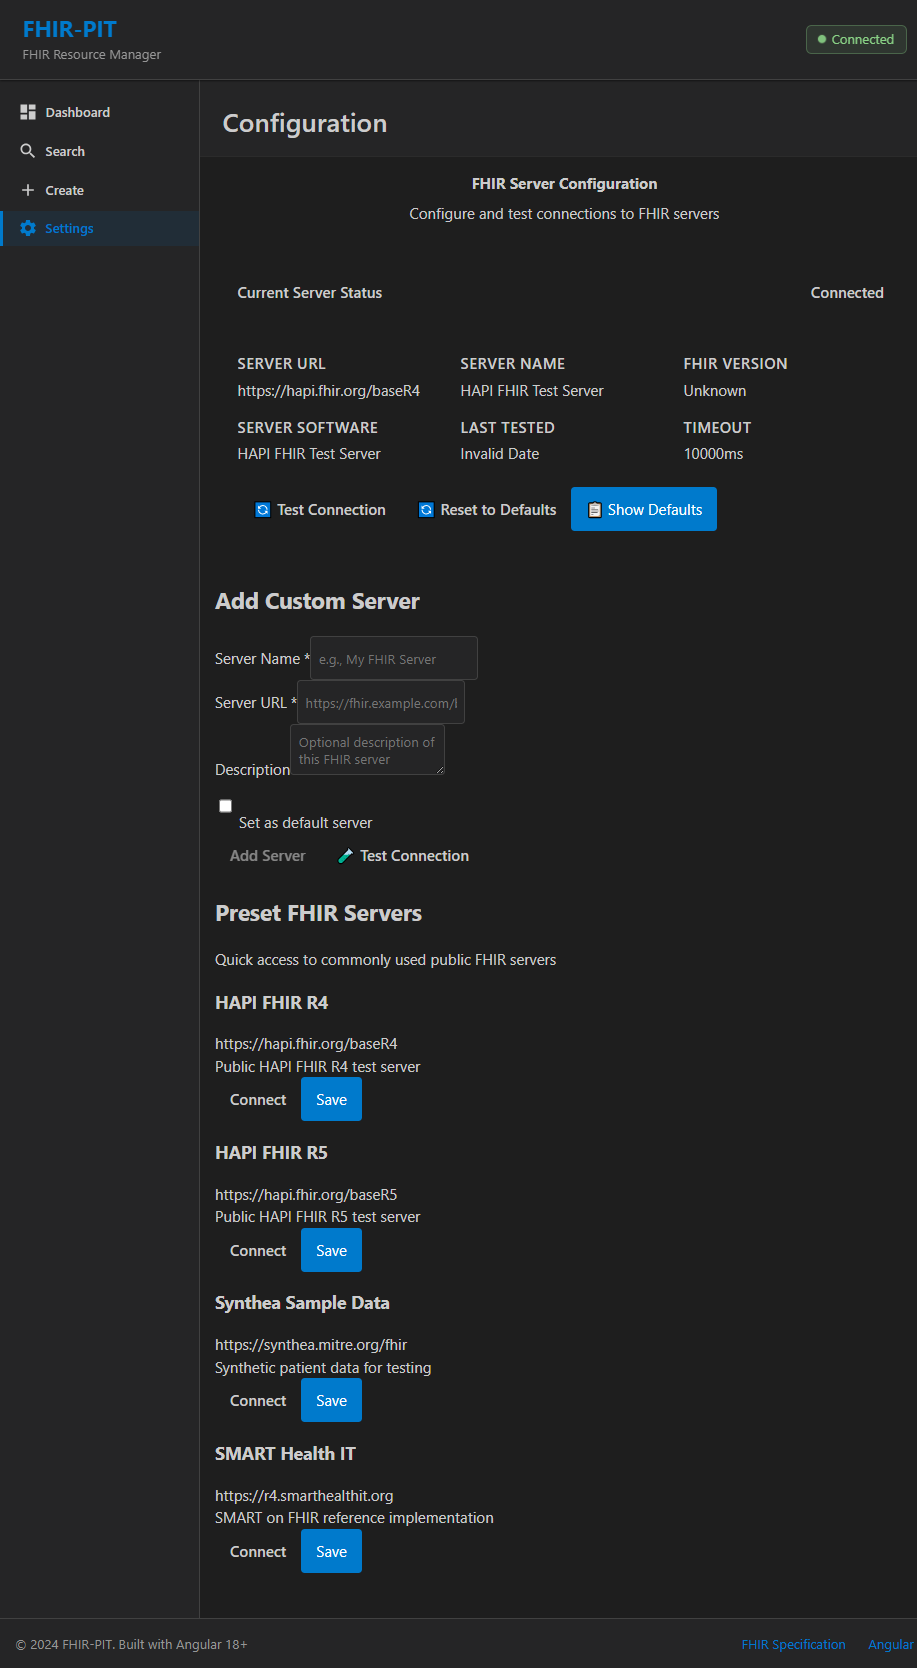 FHIR-PIT
FHIR Resource Manager
Connected
Dashboard
Search
Create
Settings
Configuration
FHIR Server Configuration
Configure and test connections to FHIR servers
Current Server Status
Connected
SERVER URL
https://hapi.fhir.org/baseR4
SERVER NAME
HAPI FHIR Test Server
FHIR VERSION
Unknown
SERVER SOFTWARE
HAPI FHIR Test Server
LAST TESTED
Invalid Date
TIMEOUT
10000ms
Test Connection
Reset to Defaults
Show Defaults
Add Custom Server
Server Name *
e.g., My FHIR Server
Server URL *
https://fhir.example.com/
Description
Optional description of
this FHIR server
Set as default server
Add Server
Test Connection
Preset FHIR Servers
Quick access to commonly used public FHIR servers
HAPI FHIR R4
https://hapi.fhir.org/baseR4
Public HAPI FHIR R4 test server
Connect
Save
HAPI FHIR R5
https://hapi.fhir.org/baseR5
Public HAPI FHIR R5 test server
Connect
Save
Synthea Sample Data
https://synthea.mitre.org/fhir
Synthetic patient data for testing
Connect
Save
SMART Health IT
https://r4.smarthealthit.org
SMART on FHIR reference implementation
Connect
Save
© 2024 FHIR-PIT. Built with Angular 18+
FHIR Specification
Angular